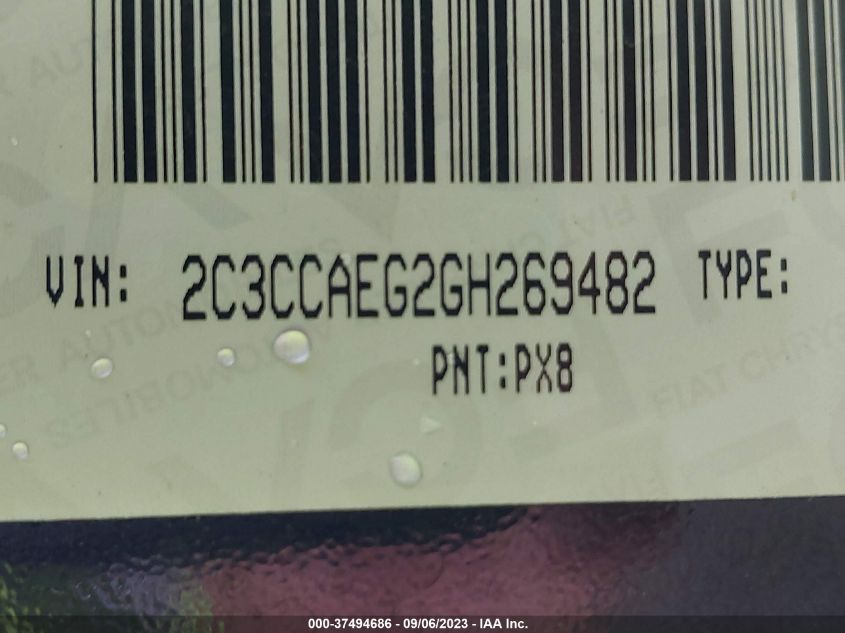 VIN: 2C3CCAEG2GH269482 TYPE:
PNT:PX8
000-37494686 - 09/06/2023 - IAA Inc.